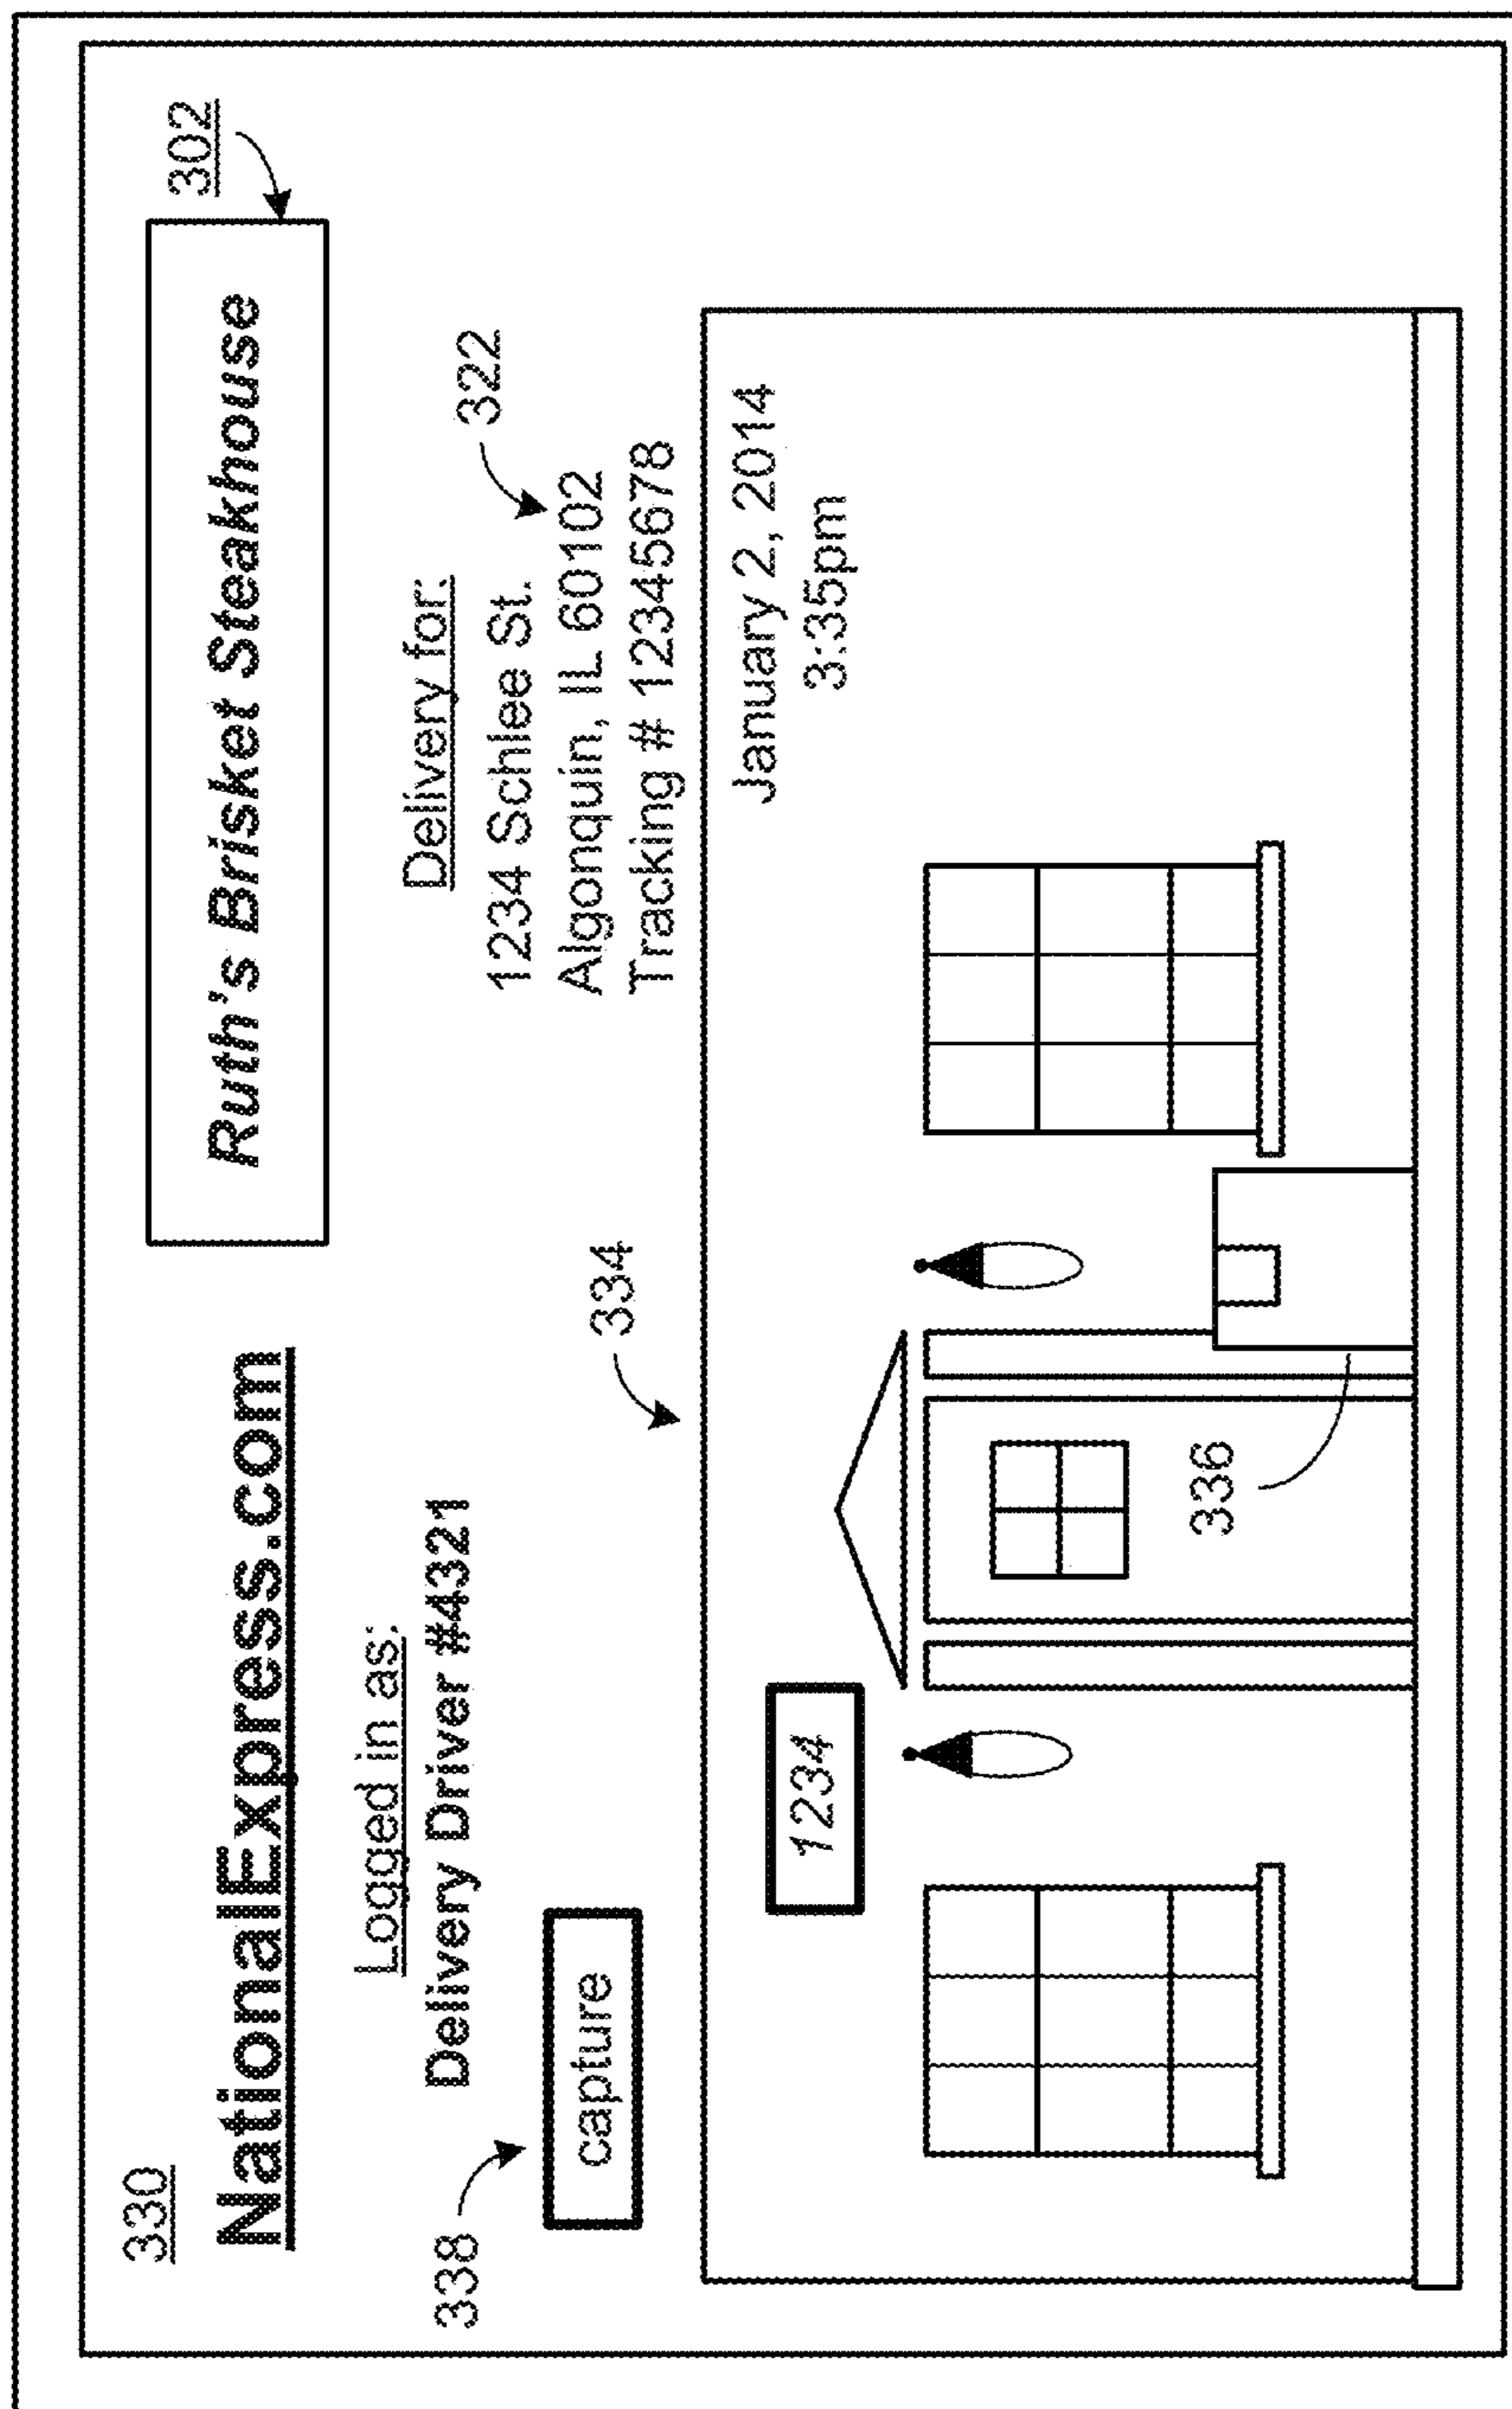 330
NationalExpress.com
Ruth's Brisket Steakhouse
302
Logged in as:
Delivery Driver #4321
Delivery for:
1234 Schlee St.
Algonquin, IL 60102
Tracking # 12345678
322
338
capture
334
January 2, 2014
3:35pm
1234
336